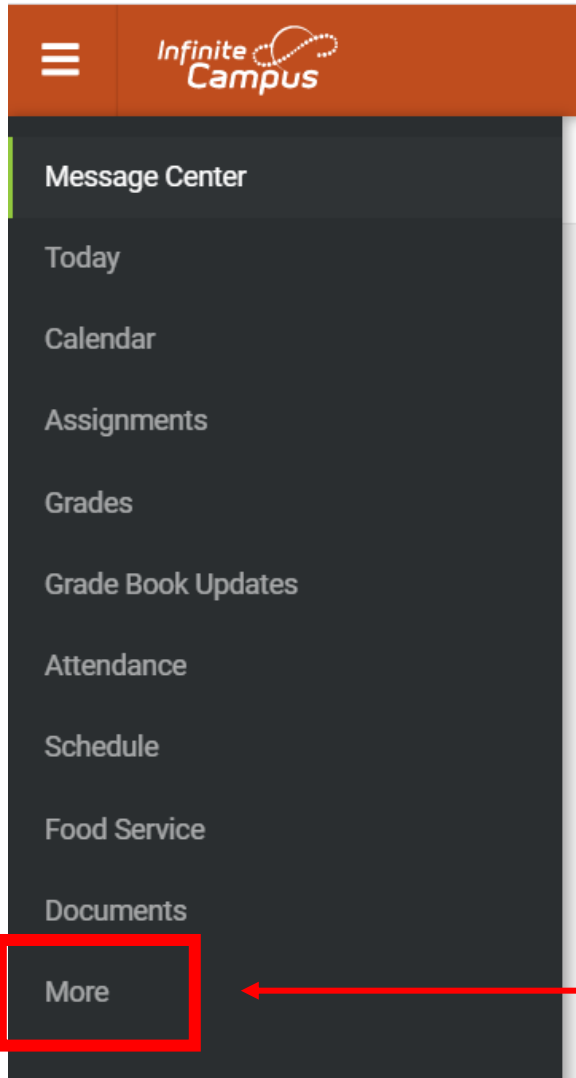 Infinite
Campus
Message Center
Today
Calendar
Assignments
Grades
Grade Book Updates
Attendance
Schedule
Food Service
Documents
More